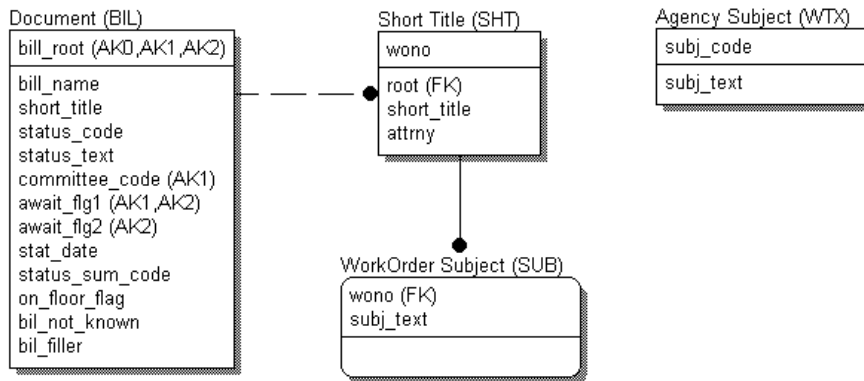 Document (BIL)
bill_root (AK0,AK1,AK2)
bill_name
short_title
status_code
status_text
committee_code (AK1)
await_flg1 (AK1,AK2)
await_flg2 (AK2)
stat_date
status_sum_code
on_floor_flag
bil_not_known
bil_filler
Short Title (SHT)
wono
root (FK)
short_title
attrny
WorkOrder Subject (SUB)
wono (FK)
subj_text
Agency Subject (WTX)
subj_code
subj_text